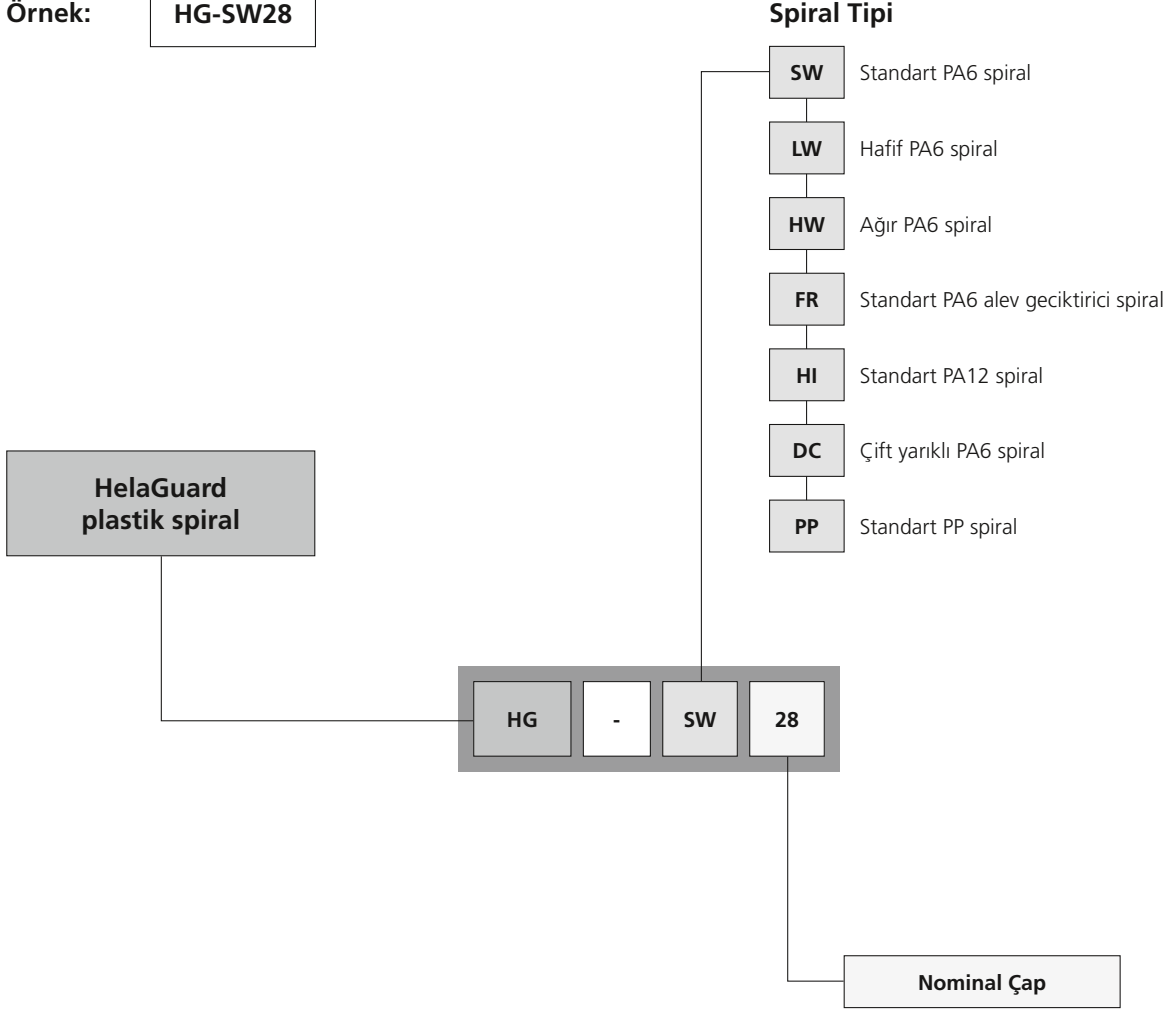 Örnek:
HG-SW28
Spiral Tipi
SW Standart PA6 spiral
LW Hafif PA6 spiral
HW Ağır PA6 spiral
FR Standart PA6 alev geciktirici spiral
HI Standart PA12 spiral
DC Çift yarıklı PA6 spiral
PP Standart PP spiral
HelaGuard
plastik spiral
HG - SW 28
Nominal Çap